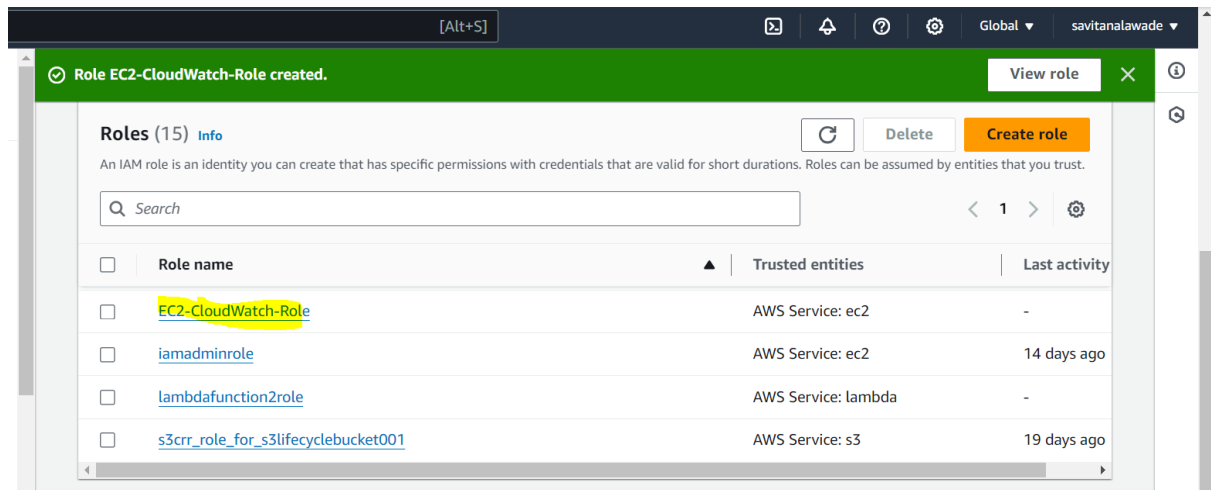 [Alt+S]
Global ▼
savitanalawade ▼
Role EC2-CloudWatch-Role created.
View role
Roles (15) Info
Delete
Create role
An IAM role is an identity you can create that has specific permissions with credentials that are valid for short durations. Roles can be assumed by entities that you trust.
Search
1
Role name ▲ Trusted entities Last activity
EC2-CloudWatch-Role AWS Service: ec2 -
iamadminrole AWS Service: ec2 14 days ago
lambdafunction2role AWS Service: lambda -
s3crr_role_for_s3lifecyclebucket001 AWS Service: s3 19 days ago